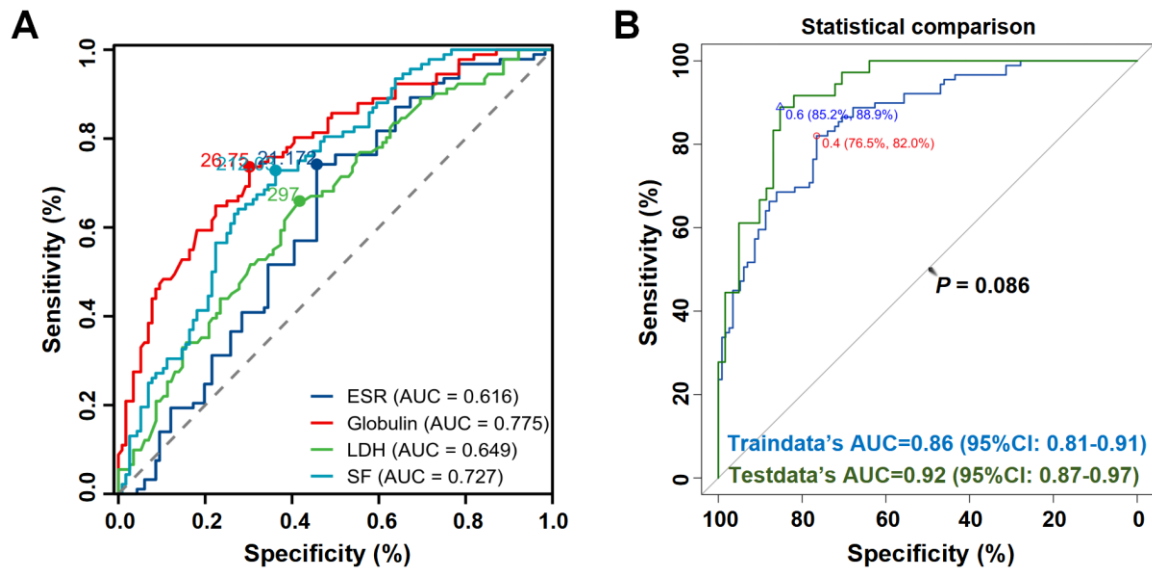 A
Sensitivity (%)
1.0
0.8
0.6
0.4
0.2
0.0
26.75
21.172
297
ESR (AUC = 0.616)
Globulin (AUC = 0.775)
LDH (AUC = 0.649)
SF (AUC = 0.727)
0.0 0.2 0.4 0.6 0.8 1.0
Specificity (%)
B
Statistical comparison
Sensitivity (%)
100
80
60
40
20
0
0.6 (85.2%, 88.9%)
0.4 (76.5%, 82.0%)
P = 0.086
Traindata's AUC=0.86 (95%CI: 0.81-0.91)
Testdata's AUC=0.92 (95%CI: 0.87-0.97)
100 80 60 40 20 0
Specificity (%)